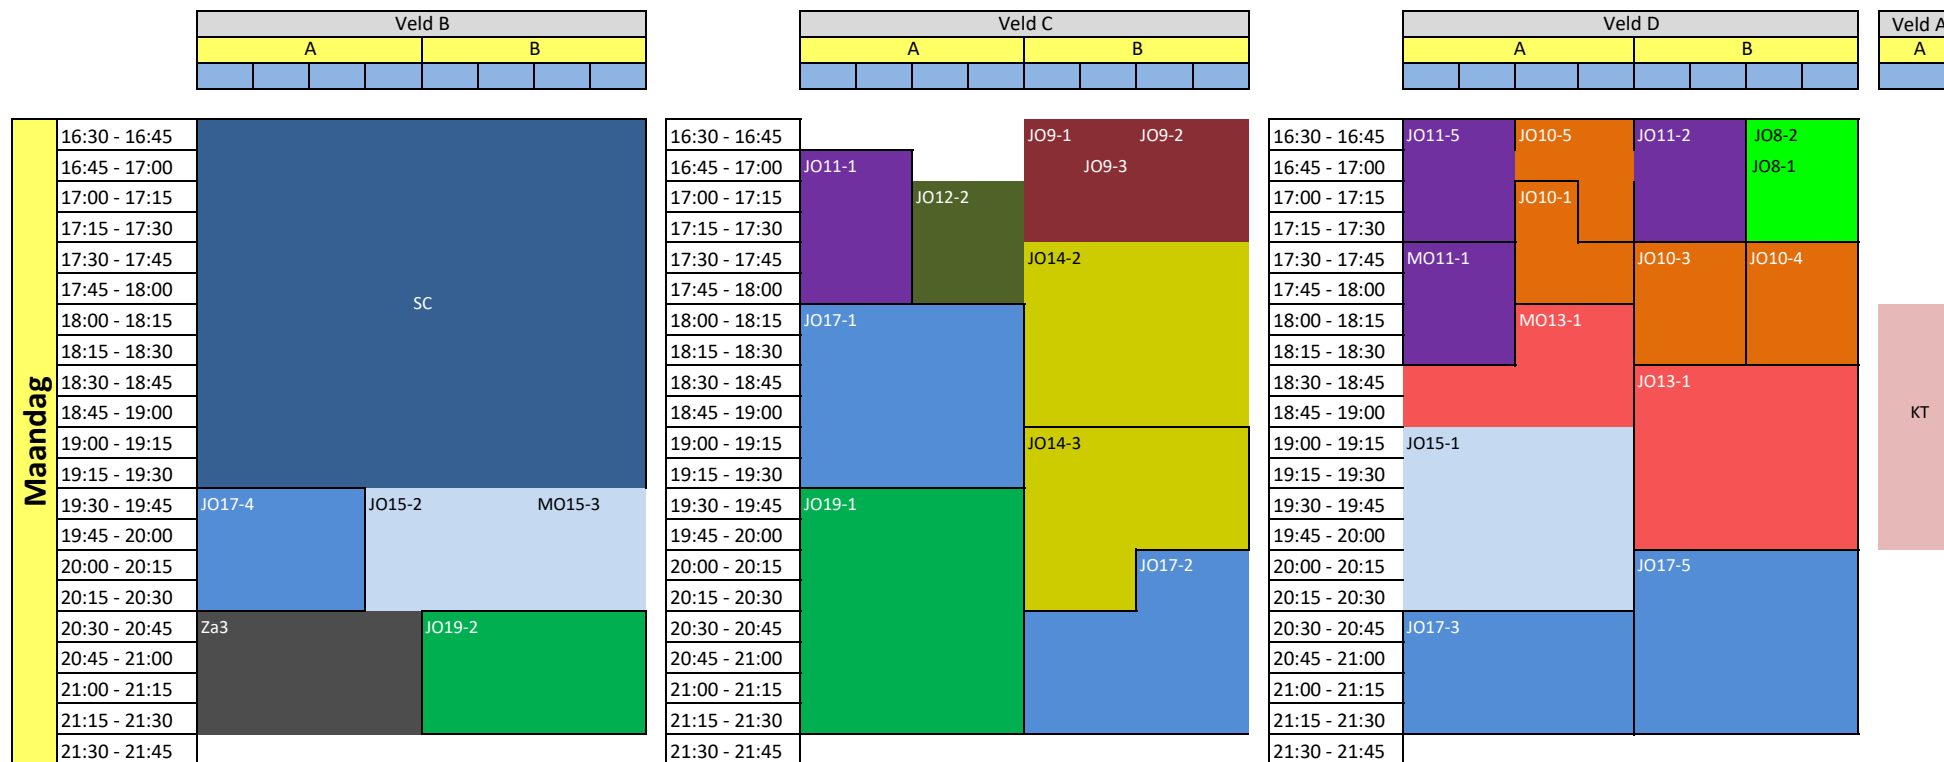 Veld B Veld C Veld D Veld A
A B A B A B A
16:30 - 16:45 16:30 - 16:45 JO9-1 JO9-2 16:30 - 16:45 JO11-5 JO10-5 JO11-2 JO8-2
16:45 - 17:00 16:45 - 17:00 JO11-1 JO9-3 16:45 - 17:00 JO8-1
17:00 - 17:15 17:00 - 17:15 JO12-2 17:00 - 17:15 JO10-1
17:15 - 17:30 17:15 - 17:30 17:15 - 17:30
17:30 - 17:45 17:30 - 17:45 JO14-2 17:30 - 17:45 MO11-1 JO10-3 JO10-4
17:45 - 18:00 SC 17:45 - 18:00 17:45 - 18:00
18:00 - 18:15 18:00 - 18:15 JO17-1 18:00 - 18:15 MO13-1
18:15 - 18:30 18:15 - 18:30 18:15 - 18:30
18:30 - 18:45 18:30 - 18:45 18:30 - 18:45 JO13-1
Maandag 18:45 - 19:00 18:45 - 19:00 18:45 - 19:00 KT
19:00 - 19:15 19:00 - 19:15 JO14-3 19:00 - 19:15 JO15-1
19:15 - 19:30 19:15 - 19:30 19:15 - 19:30
19:30 - 19:45 JO17-4 JO15-2 MO15-3 19:30 - 19:45 JO19-1 19:30 - 19:45
19:45 - 20:00 19:45 - 20:00 19:45 - 20:00
20:00 - 20:15 20:00 - 20:15 JO17-2 20:00 - 20:15 JO17-5
20:15 - 20:30 20:15 - 20:30 20:15 - 20:30
20:30 - 20:45 Za3 JO19-2 20:30 - 20:45 20:30 - 20:45 JO17-3
20:45 - 21:00 20:45 - 21:00 20:45 - 21:00
21:00 - 21:15 21:00 - 21:15 21:00 - 21:15
21:15 - 21:30 21:15 - 21:30 21:15 - 21:30
21:30 - 21:45 21:30 - 21:45 21:30 - 21:45